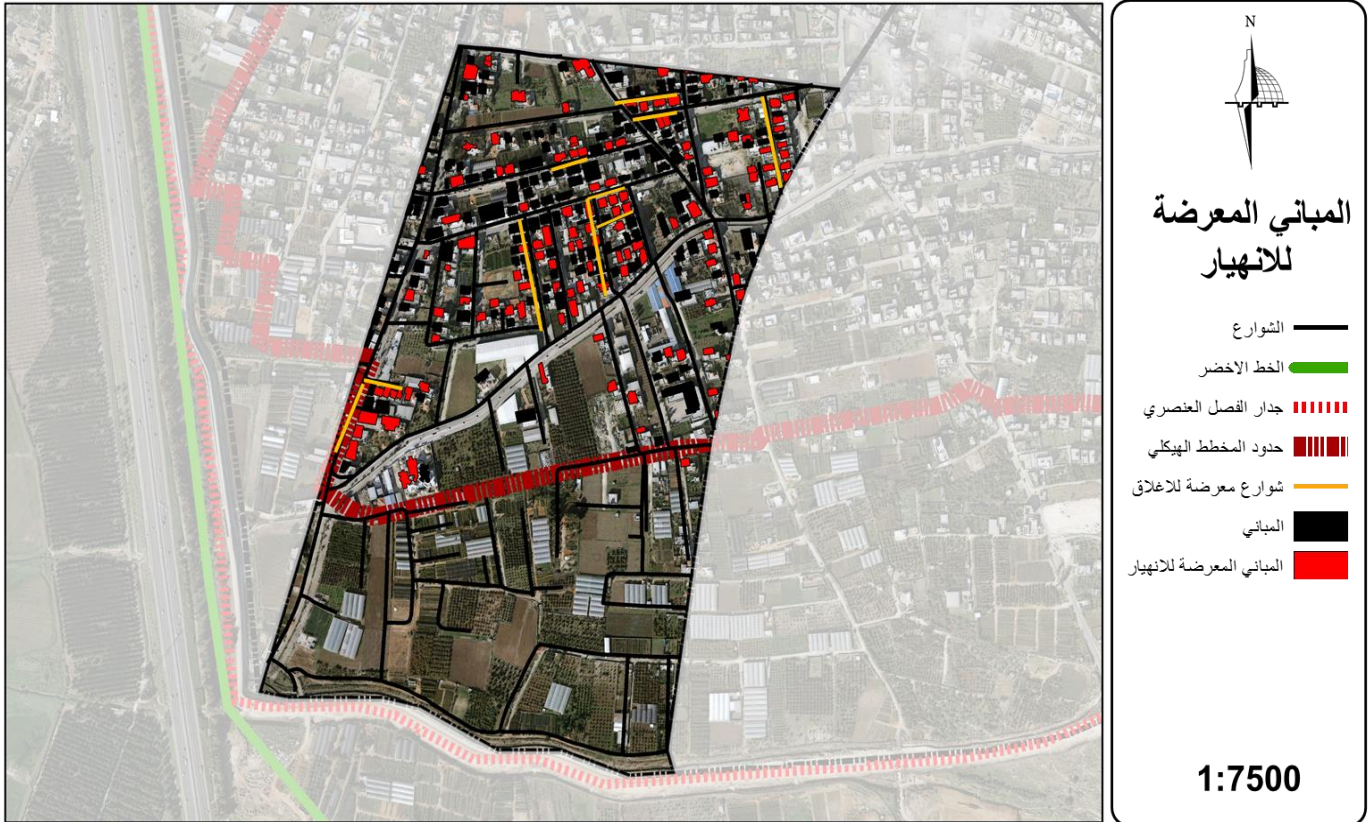 N
المباني المعرضة
للانهيار
الشوارع
الخط الاخضر
جدار الفصل العنصري
حدود المخطط الهيكلي
شوارع معرضة للاغلاق
المباني
المباني المعرضة للانهيار
1:7500